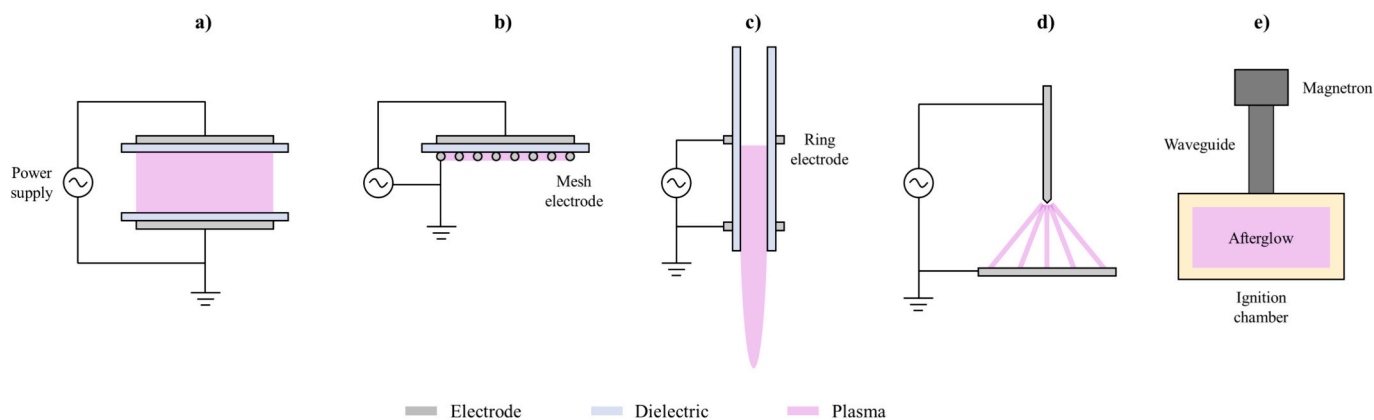 a)
b)
c)
d)
e)
Power
supply
Mesh
electrode
Ring
electrode
Magnetron
Waveguide
Afterglow
Ignition
chamber
Electrode
Dielectric
Plasma